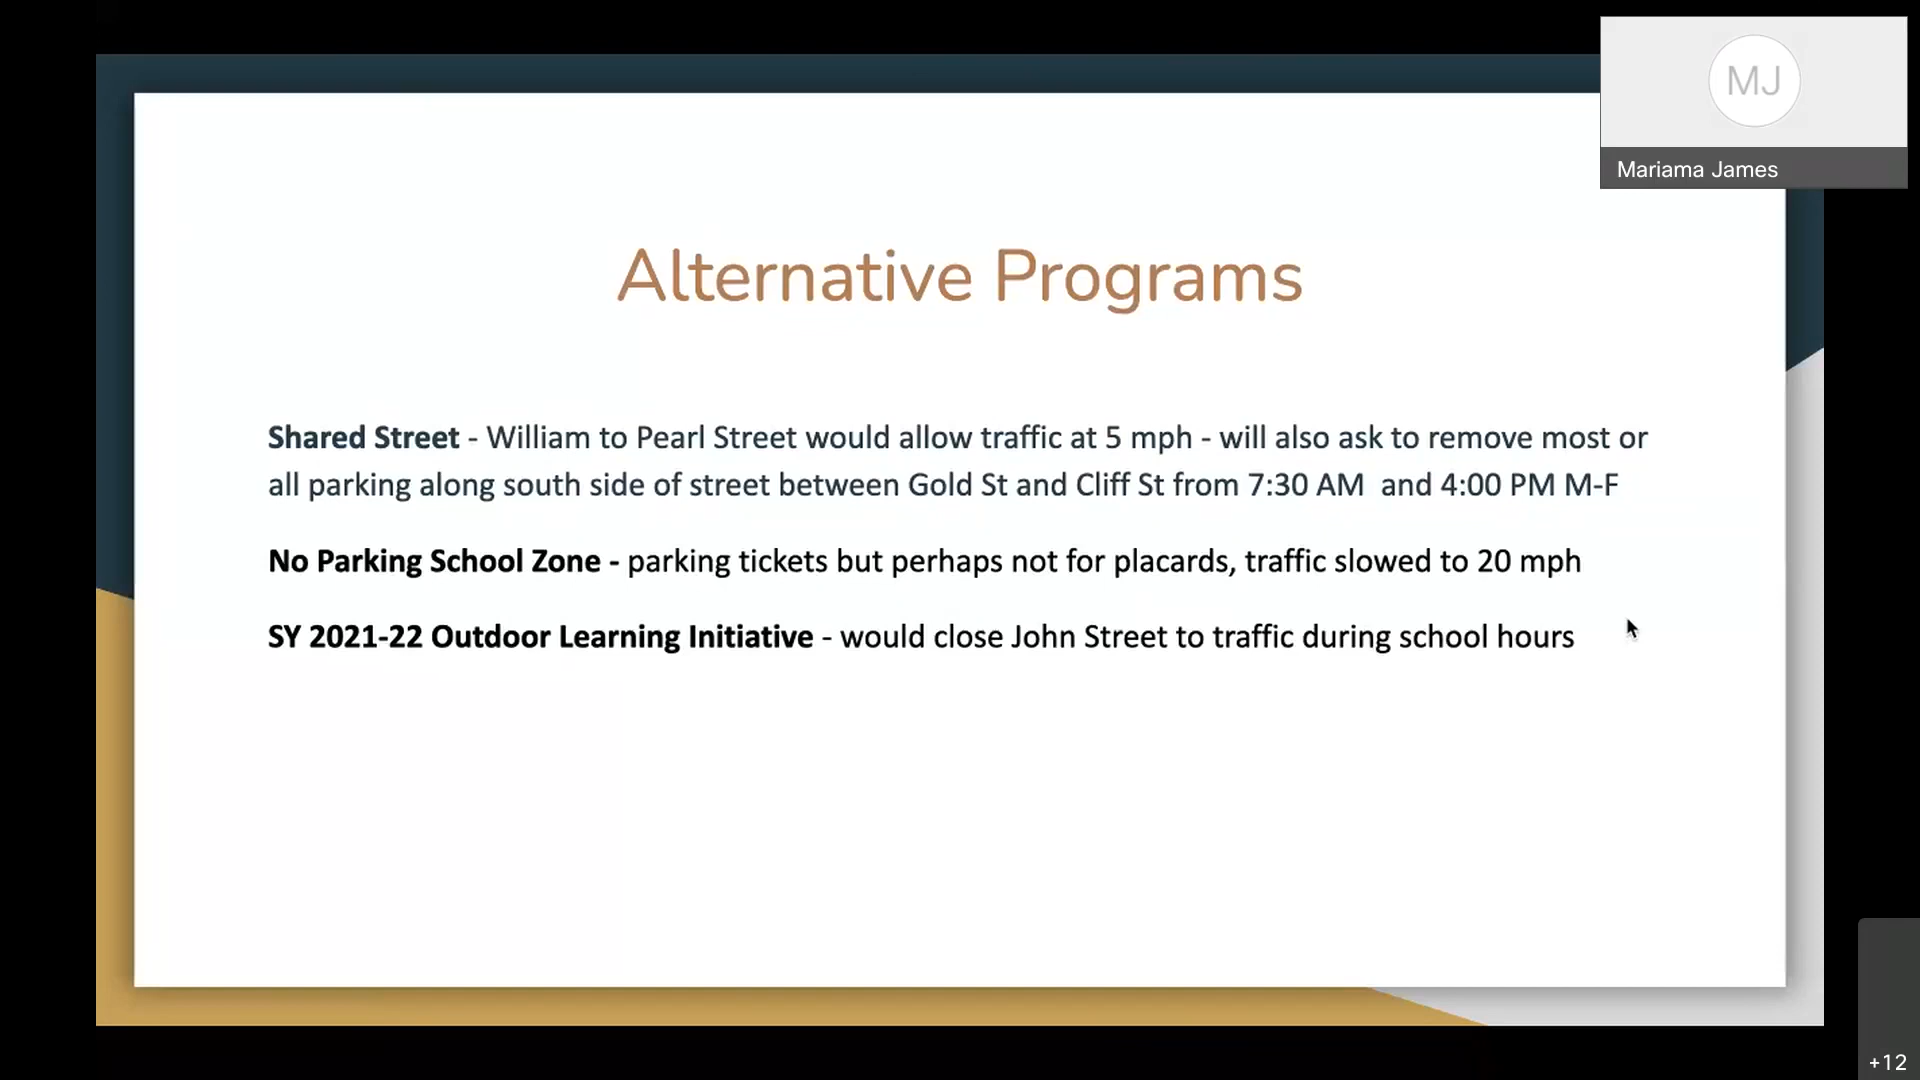 MJ
Mariama James
Alternative Programs
Shared Street - William to Pearl Street would allow traffic at 5 mph - will also ask to remove most or
all parking along south side of street between Gold St and Cliff St from 7:30 AM  and 4:00 PM M-F
No Parking School Zone - parking tickets but perhaps not for placards, traffic slowed to 20 mph
SY 2021-22 Outdoor Learning Initiative - would close John Street to traffic during school hours
+12